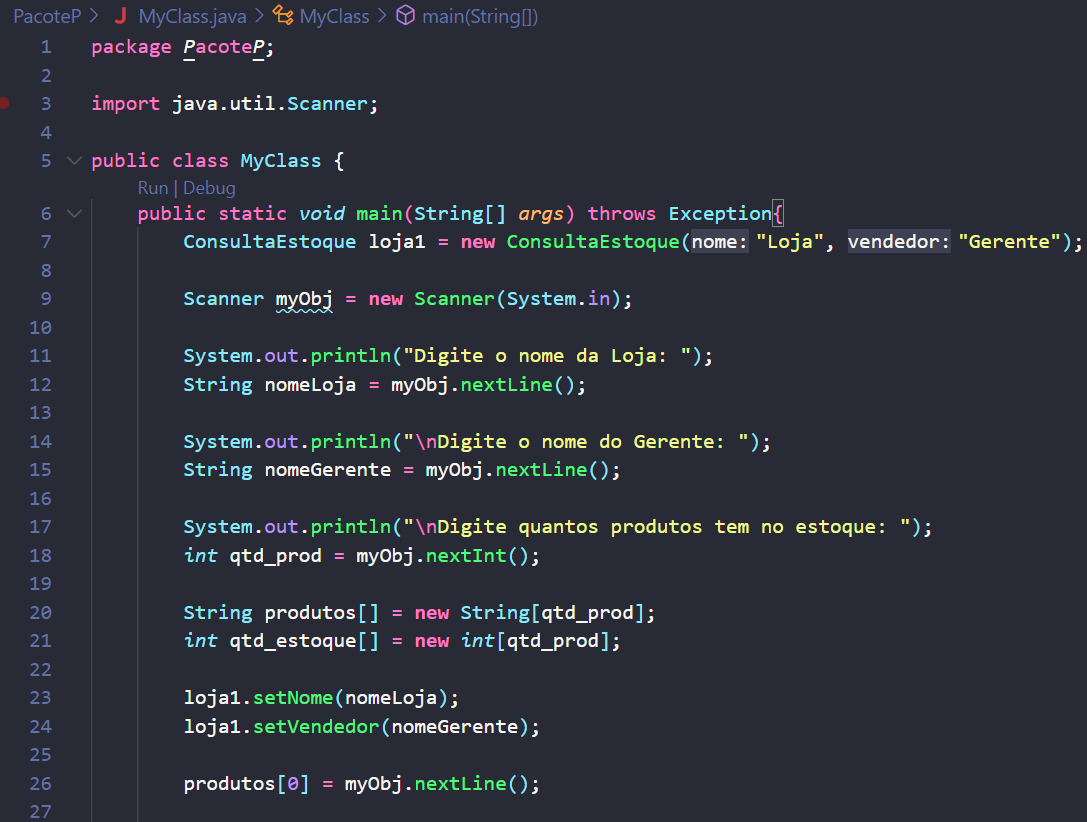 PacoteP > J MyClass.java > MyClass > main(String[])
1 package PacoteP;
2
3 import java.util.Scanner;
4
5 public class MyClass {
Run | Debug
6 public static void main(String[] args) throws Exception{
7 ConsultaEstoque loja1 = new ConsultaEstoque(nome: "Loja", vendedor: "Gerente");
8
9 Scanner myObj = new Scanner(System.in);
10
11 System.out.println("Digite o nome da Loja: ");
12 String nomeLoja = myObj.nextLine();
13
14 System.out.println("\nDigite o nome do Gerente: ");
15 String nomeGerente = myObj.nextLine();
16
17 System.out.println("\nDigite quantos produtos tem no estoque: ");
18 int qtd_prod = myObj.nextInt();
19
20 String produtos[] = new String[qtd_prod];
21 int qtd_estoque[] = new int[qtd_prod];
22
23 loja1.setNome(nomeLoja);
24 loja1.setVendedor(nomeGerente);
25
26 produtos[0] = myObj.nextLine();
27